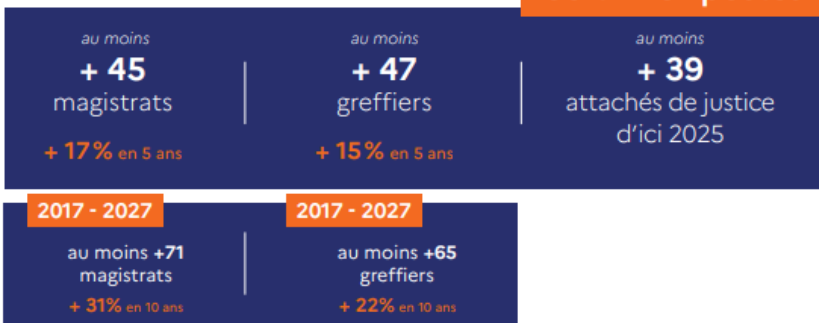 au moins
+ 45
magistrats
+ 17% en 5 ans
au moins
+ 47
greffiers
+ 15% en 5 ans
au moins
+ 39
attachés de justice
d'ici 2025
2017 - 2027
au moins +71
magistrats
+ 31% en 10 ans
2017 - 2027
au moins +65
greffiers
+ 22% en 10 ans